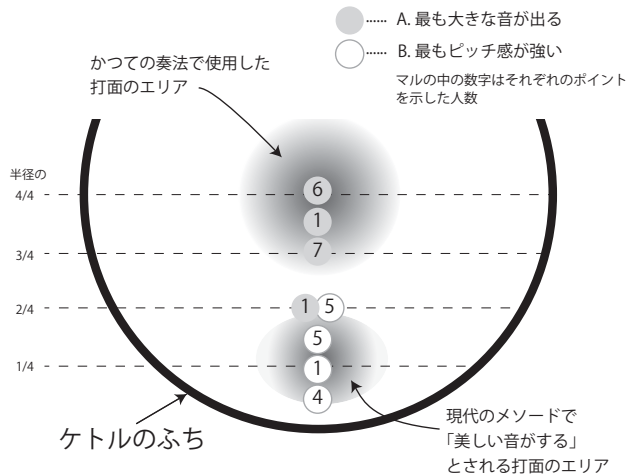 A. 最も大きな音が出る
B. 最もピッチ感が強い
マルの中の数字はそれぞれのポイント
を示した人数
かつての奏法で使用した
打面のエリア
半径の
4/4
6
1
3/4
7
2/4
1 5
5
1/4
1
4
ケトルのふち
現代のメソードで
「美しい音がする」
とされる打面のエリア